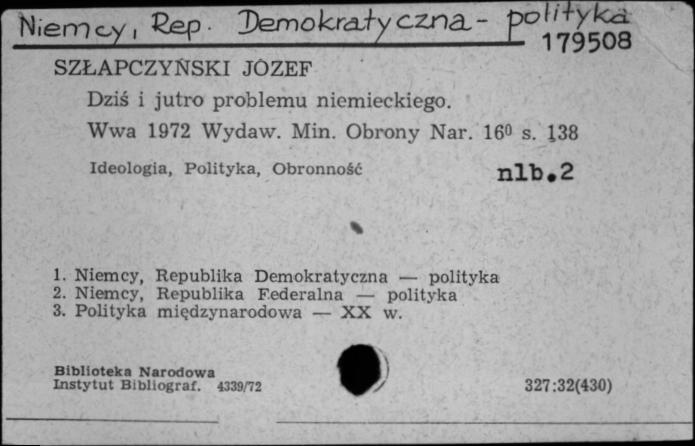 Niemcy, Rep. Demokratyczna - polityka
179508
SZŁAPCZYŃSKI JÓZEF
Dziś i jutro problemu niemieckiego.
Wwa 1972 Wydaw. Min. Obrony Nar. 16⁰ s. 138
Ideologia, Polityka, Obronność nlb.2
1. Niemcy, Republika Demokratyczna — polityka
2. Niemcy, Republika Federalna — polityka
3. Polityka międzynarodowa — XX w.
Biblioteka Narodowa
Instytut Bibliograf. 4339/72 327:32(430)